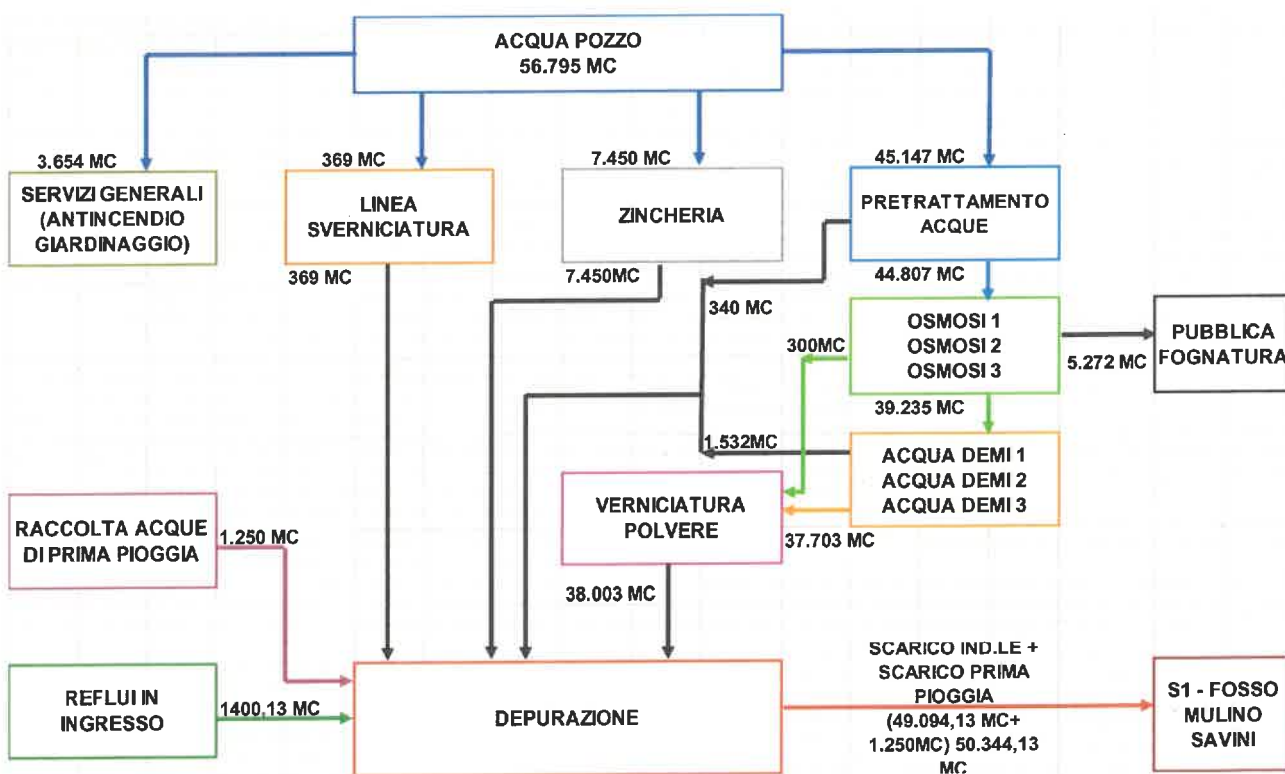 ACQUA POZZO
56.795 MC
3.654 MC
369 MC
7.450 MC
45.147 MC
SERVIZI GENERALI
(ANTINCENDIO
GIARDINAGGIO)
LINEA
SVERNICIATURA
ZINCHERIA
PRETRATTAMENTO
ACQUE
369 MC
7.450MC
44.807 MC
340 MC
OSMOSI 1
OSMOSI 2
OSMOSI 3
300MC
5.272 MC
PUBBLICA
FOGNATURA
39.235 MC
1.532MC
ACQUA DEMI 1
ACQUA DEMI 2
ACQUA DEMI 3
VERNICIATURA
POLVERE
37.703 MC
RACCOLTA ACQUE
DI PRIMA PIOGGIA
1.250 MC
38.003 MC
REFLUI IN
INGRESSO
1400,13 MC
DEPURAZIONE
SCARICO IND.LE +
SCARICO PRIMA
PIOGGIA
(49.094,13 MC+
1.250MC) 50.344,13
MC
S1 - FOSSO
MULINO
SAVINI